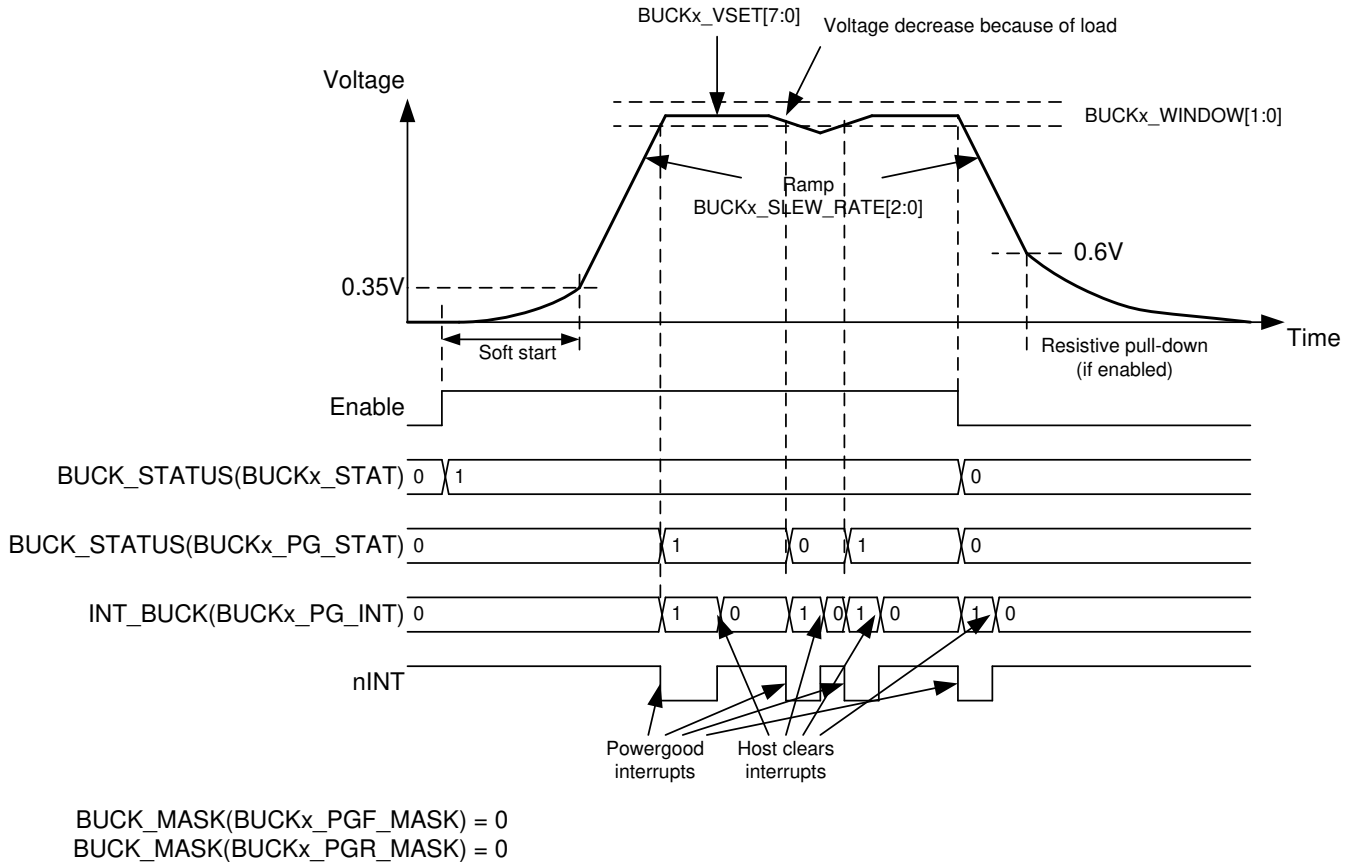 BUCKx_VSET[7:0]
Voltage decrease because of load
Voltage
BUCKx_WINDOW[1:0]
Ramp
BUCKx_SLEW_RATE[2:0]
0.6V
0.35V
Time
Soft start
Resistive pull-down
(if enabled)
Enable
BUCK_STATUS(BUCKx_STAT) 0 1 0
BUCK_STATUS(BUCKx_PG_STAT) 0 1 0 1 0
INT_BUCK(BUCKx_PG_INT) 0 1 0 1 0 1 0 1 0
nINT
Powergood
interrupts
Host clears
interrupts
BUCK_MASK(BUCKx_PGF_MASK) = 0
BUCK_MASK(BUCKx_PGR_MASK) = 0